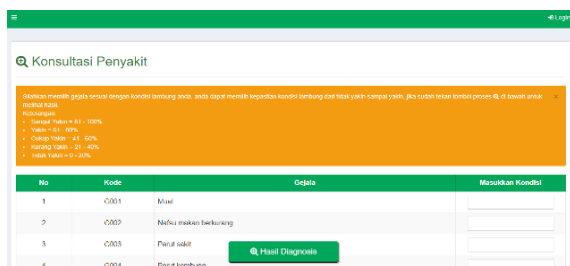 Login
Konsultasi Penyakit
Silahkan memilih gejala sesuai dengan kondisi lambung anda, anda dapat memilih kepastian kondisi lambung dari tidak yakin sampai yakin, jika sudah tekan tombol proses di bawah untuk
melihat hasil.
Keterangan:
Sangat Yakin = 81 - 100%
Yakin = 61 - 80%
Cukup Yakin = 41 - 60%
Kurang Yakin = 21 - 40%
Tidak Yakin = 0 - 20%
No Kode Gejala Masukkan Kondisi
1 G001 Mual
2 G002 Nafsu makan berkurang
3 G003 Perut sakit
Hasil Diagnosis
4 G004 Perut kembung